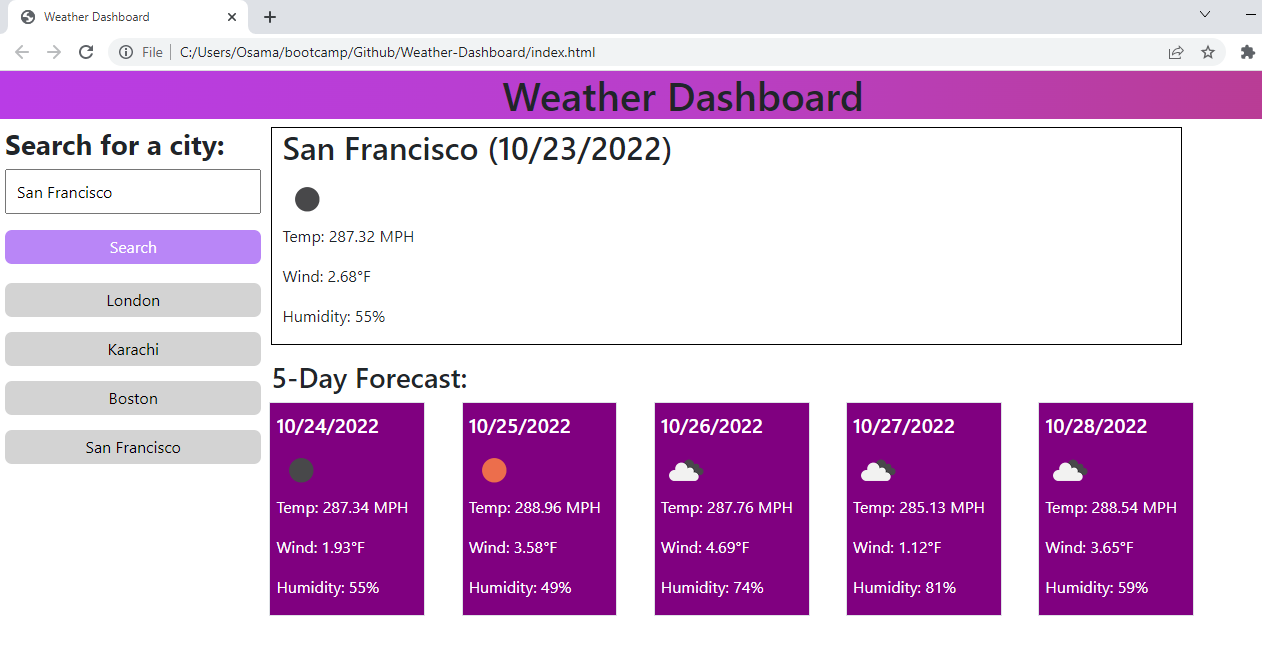 Weather Dashboard
File | C:/Users/Osama/bootcamp/Github/Weather-Dashboard/index.html
Weather Dashboard
Search for a city:
San Francisco
Search
London
Karachi
Boston
San Francisco
San Francisco (10/23/2022)
Temp: 287.32 MPH
Wind: 2.68°F
Humidity: 55%
5-Day Forecast:
10/24/2022
Temp: 287.34 MPH
Wind: 1.93°F
Humidity: 55%
10/25/2022
Temp: 288.96 MPH
Wind: 3.58°F
Humidity: 49%
10/26/2022
Temp: 287.76 MPH
Wind: 4.69°F
Humidity: 74%
10/27/2022
Temp: 285.13 MPH
Wind: 1.12°F
Humidity: 81%
10/28/2022
Temp: 288.54 MPH
Wind: 3.65°F
Humidity: 59%